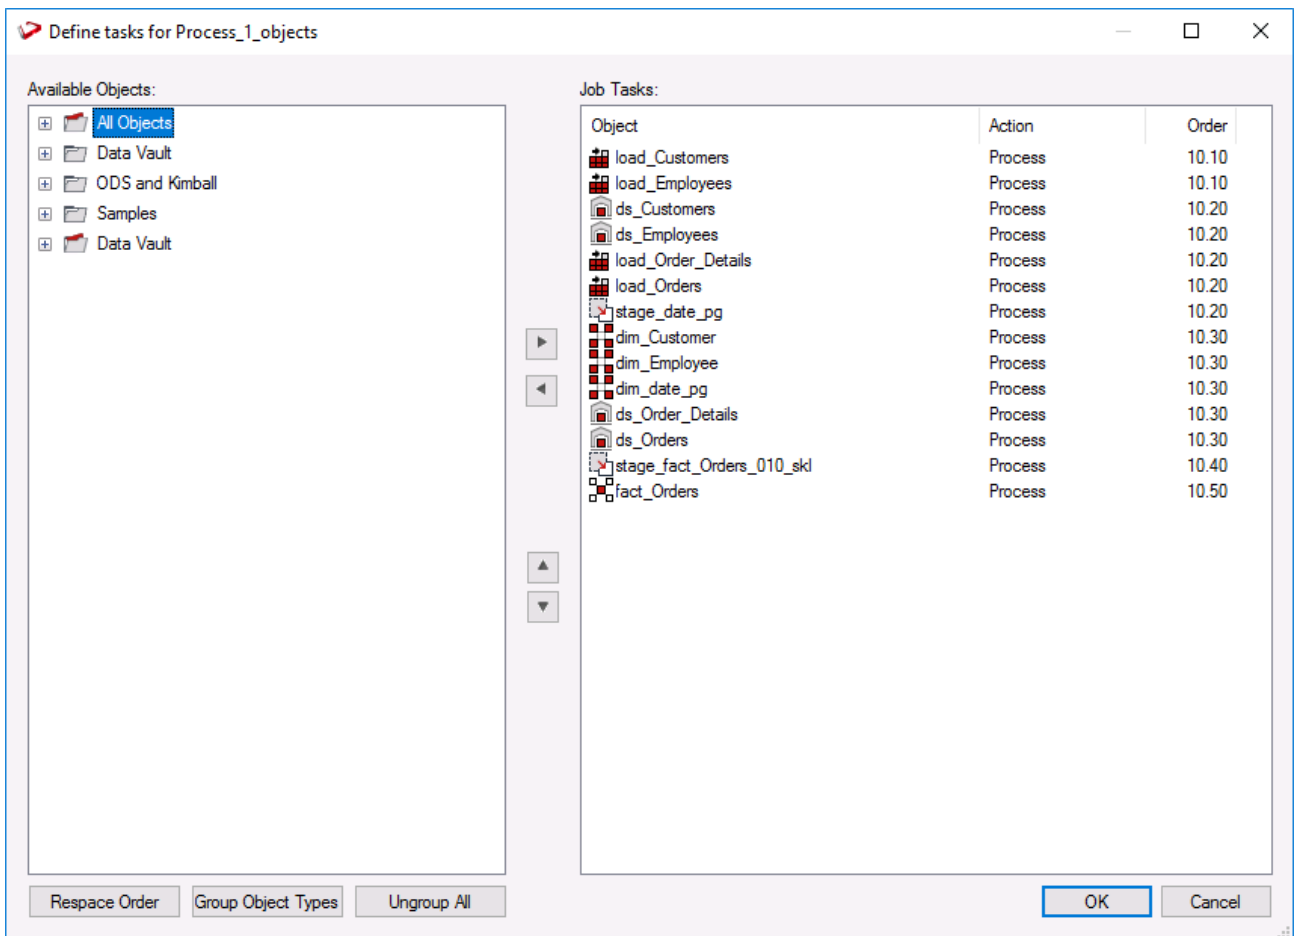 Define tasks for Process_1_objects
Available Objects:
All Objects
Data Vault
ODS and Kimball
Samples
Data Vault
Job Tasks:
Object Action Order
load_Customers Process 10.10
load_Employees Process 10.10
ds_Customers Process 10.20
ds_Employees Process 10.20
load_Order_Details Process 10.20
load_Orders Process 10.20
stage_date_pg Process 10.20
dim_Customer Process 10.30
dim_Employee Process 10.30
dim_date_pg Process 10.30
ds_Order_Details Process 10.30
ds_Orders Process 10.30
stage_fact_Orders_010_skl Process 10.40
fact_Orders Process 10.50
Respace Order Group Object Types Ungroup All OK Cancel